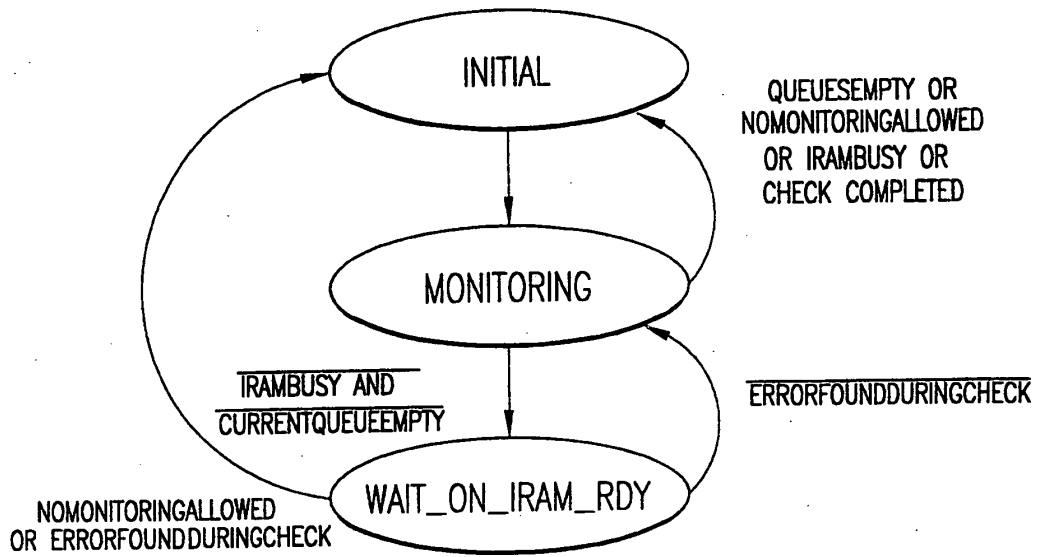 INITIAL
QUEUESEMPTY OR
NOMONITORINGALLOWED
OR IRAMBUSY OR
CHECK COMPLETED
MONITORING
IRAMBUSY AND
CURRENTQUEUEEMPTY
ERRORFOUNDDURINGCHECK
WAIT_ON_IRAM_RDY
NOMONITORINGALLOWED
OR ERRORFOUNDDURINGCHECK